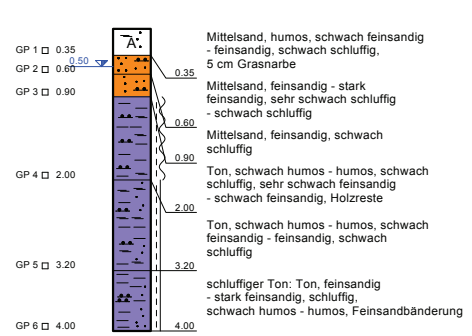 Mittelsand, humos, schwach feinsandig
- feinsandig, schwach schluffig,
5 cm Grasnarbe
A
GP 1 0.35
0.50
GP 2 0.60
0.35
Mittelsand, feinsandig - stark
feinsandig, sehr schwach schluffig
- schwach schluffig
GP 3 0.90
0.60
Mittelsand, feinsandig, schwach
schluffig
0.90
Ton, schwach humos - humos, schwach
schluffig, sehr schwach feinsandig
- schwach feinsandig, Holzreste
GP 4 2.00
2.00
Ton, schwach humos - humos, schwach
feinsandig - feinsandig, schwach
schluffig
GP 5 3.20
3.20
schluffiger Ton: Ton, feinsandig
- stark feinsandig, schluffig,
schwach humos - humos, Feinsandbänderung
GP 6 4.00
4.00